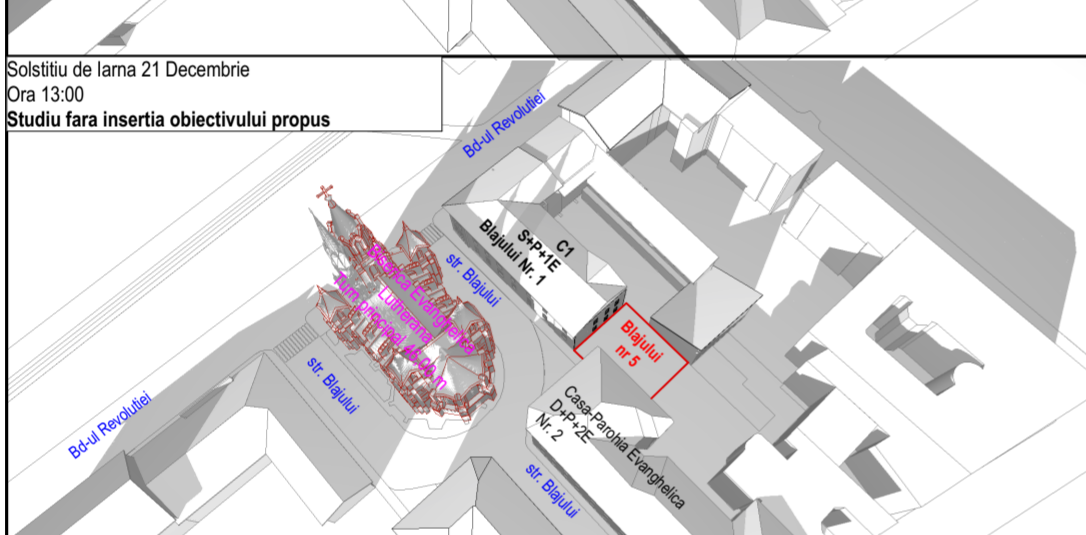 Solstitiu de Iarna 21 Decembrie
Ora 13:00
Studiu fara insertia obiectivului propus
Bd-ul Revolutiei
C1
S+P+1E
Blajului Nr. 1
str. Blajului
Biserica Evanghelica
Lutherana
Turn principal 46.00 m
Blajului
nr 5
str. Blajului
Bd-ul Revolutiei
Casa-Parohia Evanghelica
D+P+2E
Nr. 2
str. Blajului